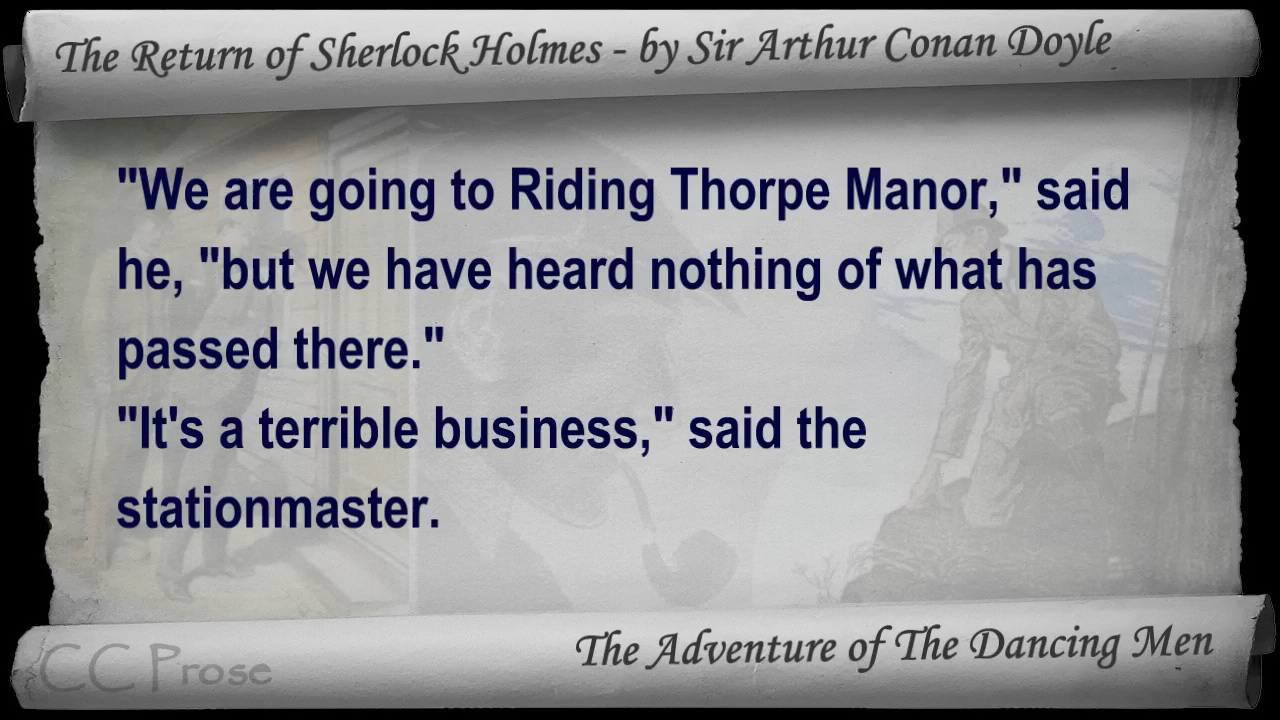 The Return of Sherlock Holmes - by Sir Arthur Conan Doyle
"We are going to Riding Thorpe Manor," said
he, "but we have heard nothing of what has
passed there."
"It's a terrible business," said the
stationmaster.
The Adventure of The Dancing Men
CC Prose